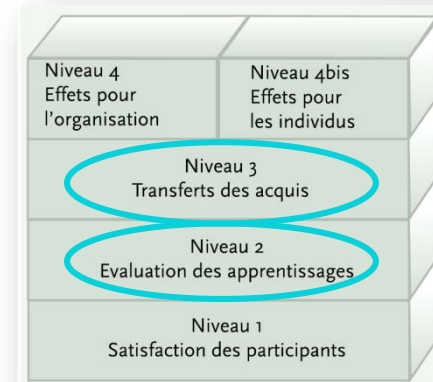 Niveau 4
Effets pour
l'organisation
Niveau 4bis
Effets pour
les individus
Niveau 3
Transferts des acquis
Niveau 2
Evaluation des apprentissages
Niveau 1
Satisfaction des participants